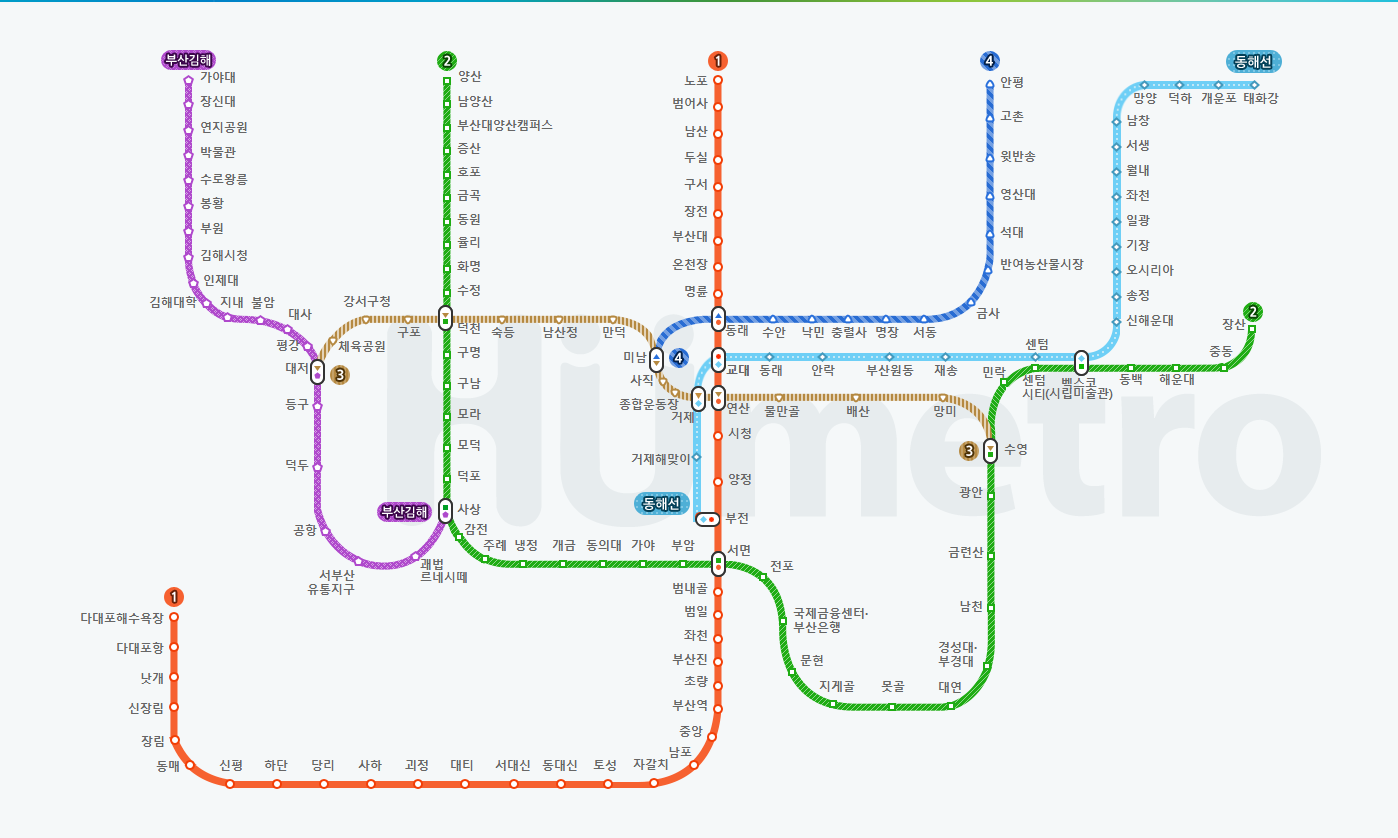 부산김해
2
1
4
동해선
가야대
장신대
연지공원
박물관
수로왕릉
봉황
부원
김해시청
인제대
김해대학
지내
불암
대사
평강
대저
3
등구
덕두
공항
서부산
유통지구
괘법
르네시떼
부산김해
양산
남양산
부산대양산캠퍼스
증산
호포
금곡
동원
율리
화명
수정
덕천
구명
구남
모라
모덕
덕포
사상
감전
주례
냉정
개금
동의대
가야
부암
서면
전포
국제금융센터·
부산은행
문현
지게골
못골
대연
경성대·
부경대
남천
금련산
광안
3
수영
민락
센텀
시티
벡스코
(시립미술관)
동백
해운대
중동
장산
2
체육공원
강서구청
구포
숙등
남산정
만덕
미남
4
사직
종합운동장
거제
연산
물만골
배산
망미
노포
범어사
남산
두실
구서
장전
부산대
온천장
명륜
동래
교대
시청
양정
부전
범내골
범일
좌천
부산진
초량
부산역
중앙
남포
자갈치
토성
동대신
서대신
대티
괴정
사하
당리
하단
신평
동매
장림
신장림
낫개
다대포항
다대포해수욕장
1
안평
고촌
윗반송
영산대
석대
반여농산물시장
금사
서동
명장
충렬사
낙민
수안
망양
덕하
개운포
태화강
남창
서생
월내
좌천
일광
기장
오시리아
송정
신해운대
센텀
재송
부산원동
안락
동래
거제해맞이
동해선
Humetro